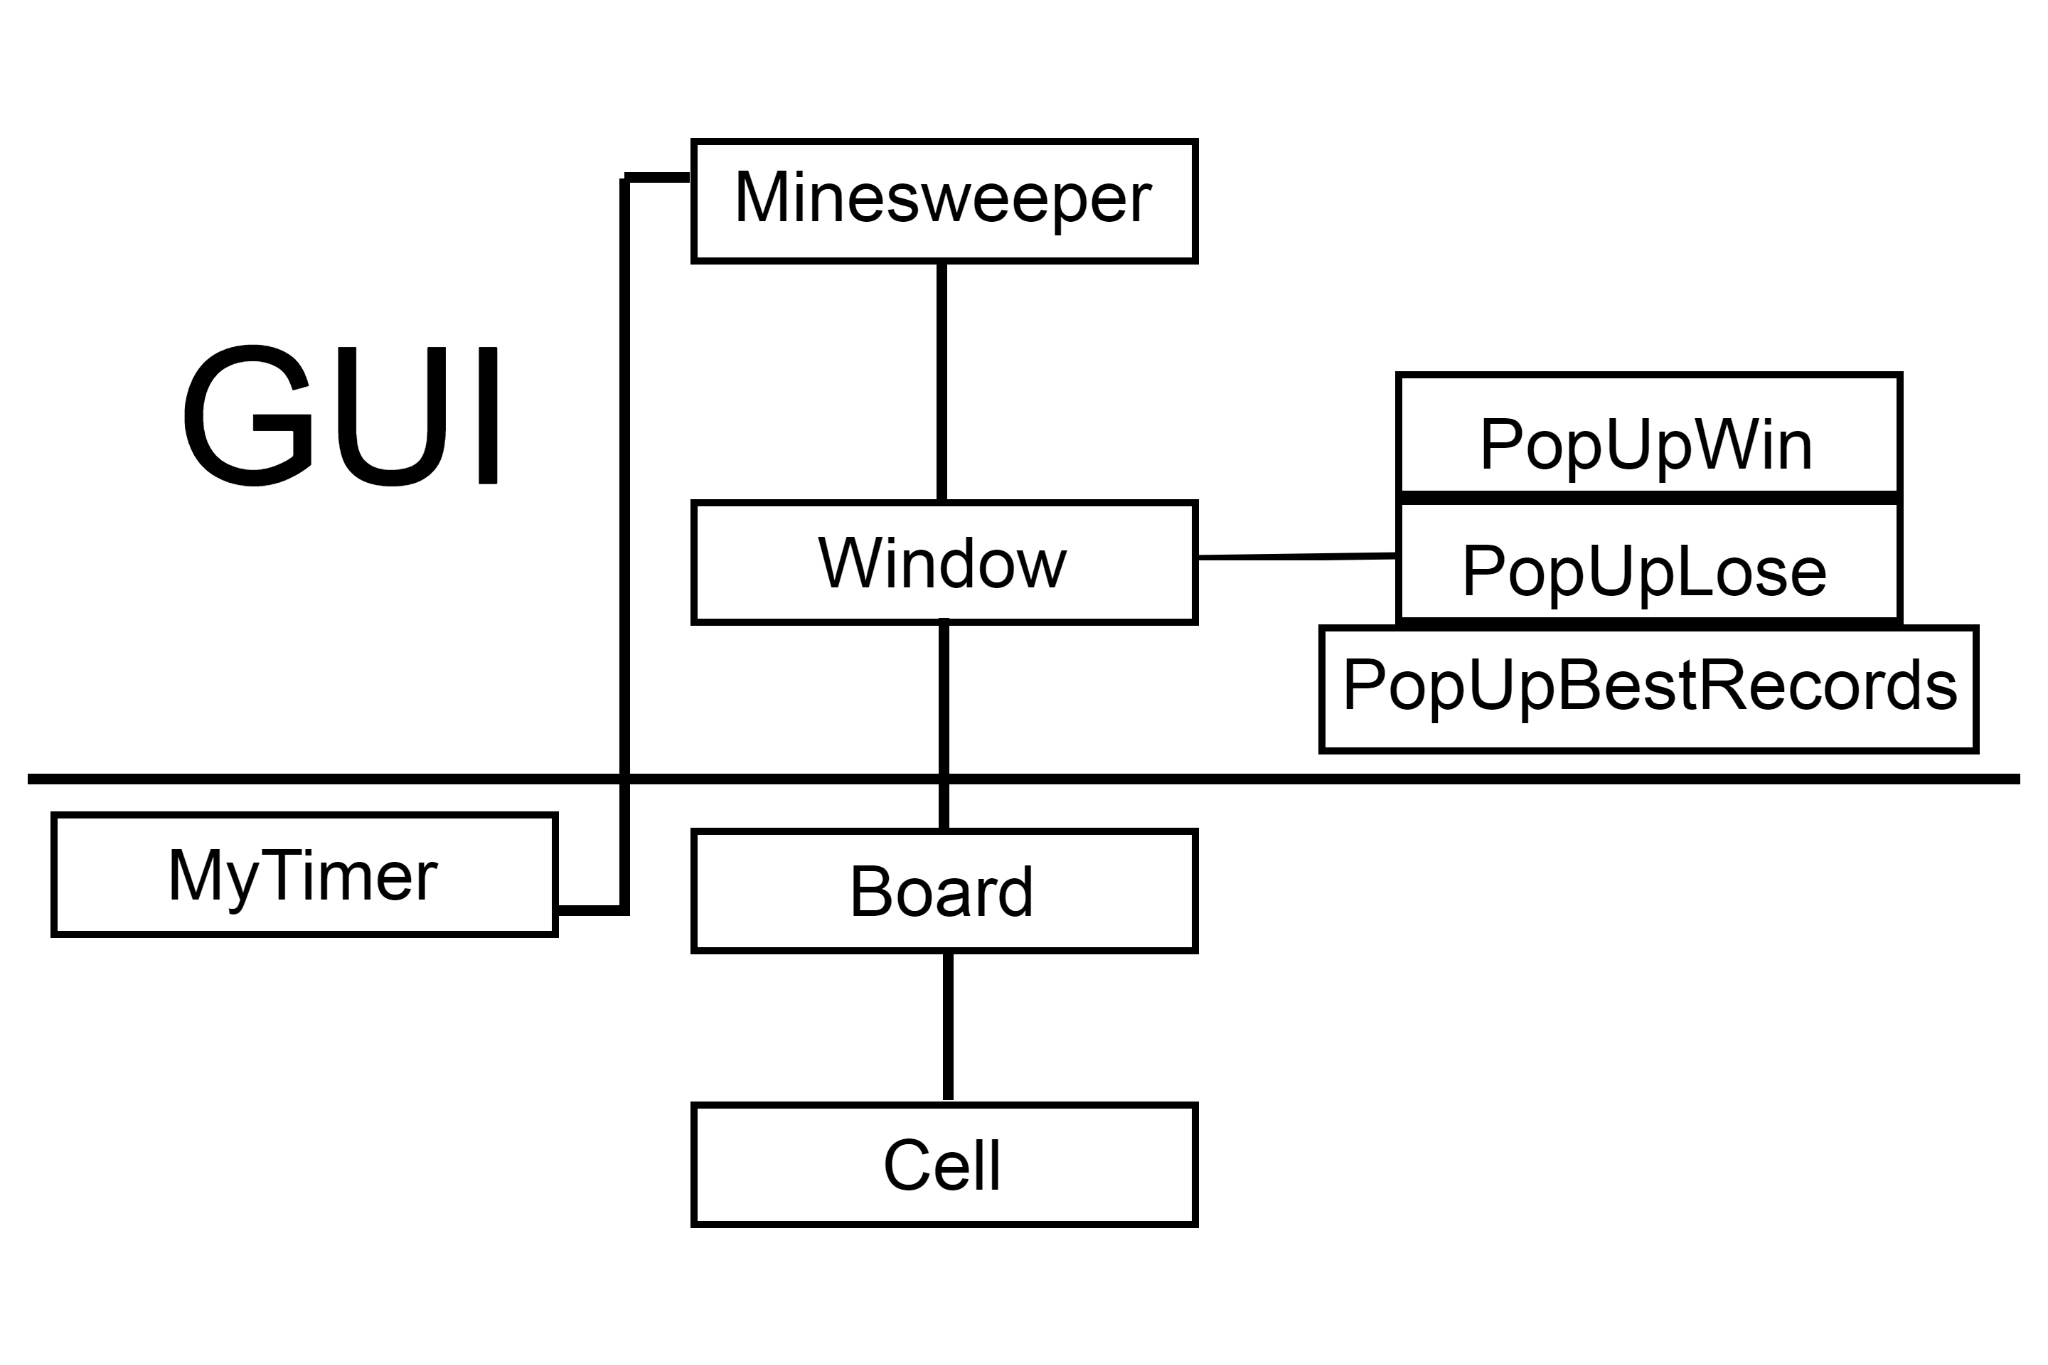 Minesweeper
GUI
PopUpWin
Window
PopUpLose
PopUpBestRecords
MyTimer
Board
Cell